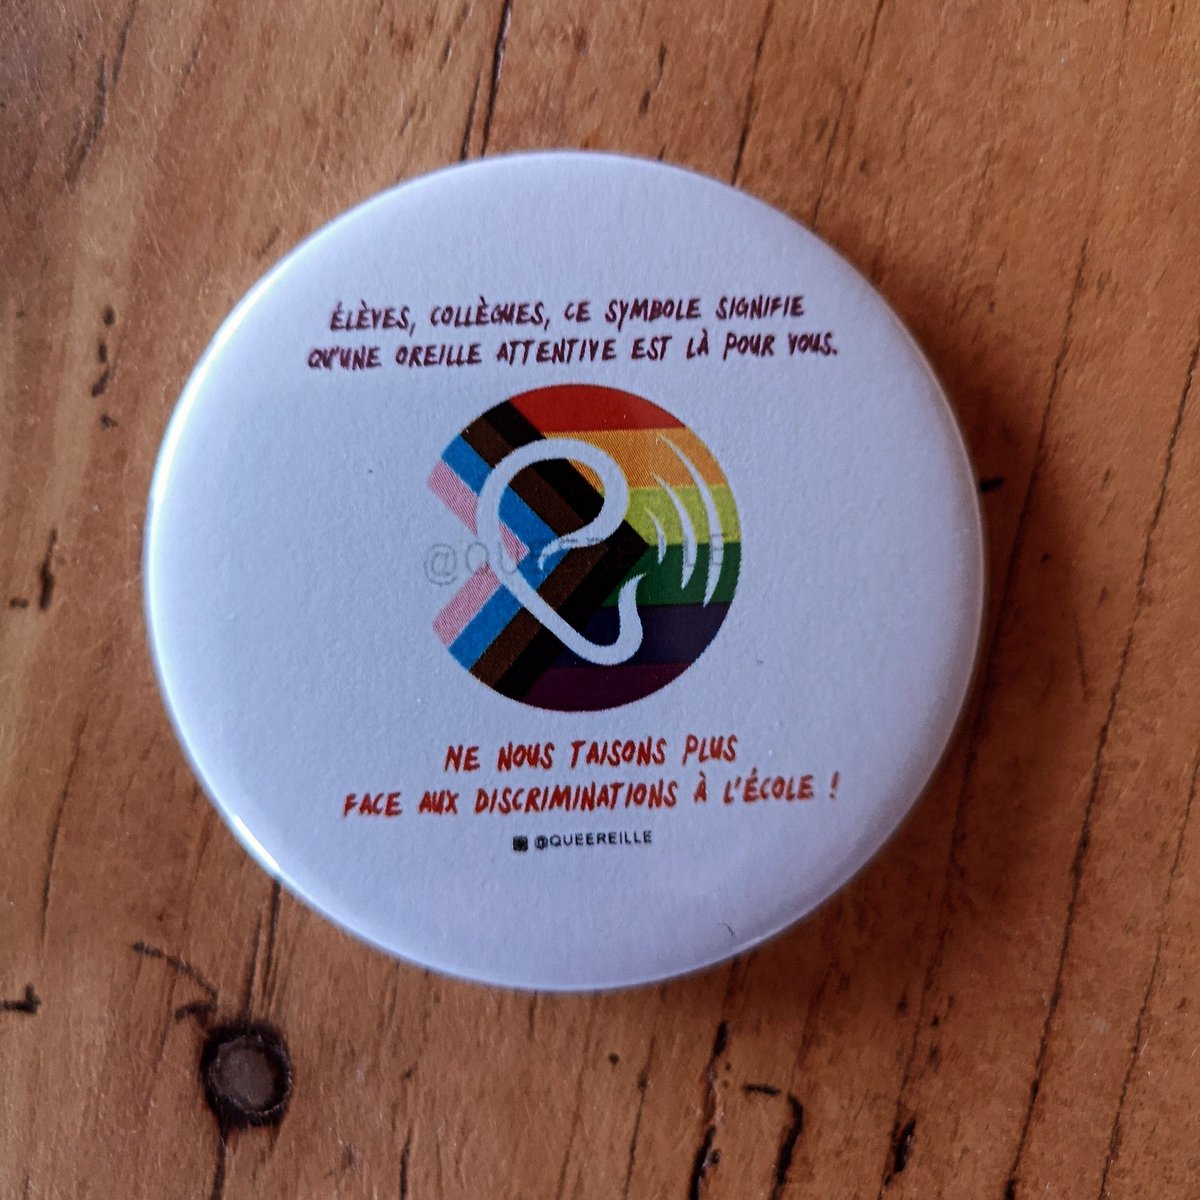 ÉLÈVES, COLLÈGUES, CE SYMBOLE SIGNIFIE
QU'UNE OREILLE ATTENTIVE EST LÀ POUR VOUS.
@QUEEREILLE
NE NOUS TAISONS PLUS
FACE AUX DISCRIMINATIONS À L'ÉCOLE !
@QUEEREILLE